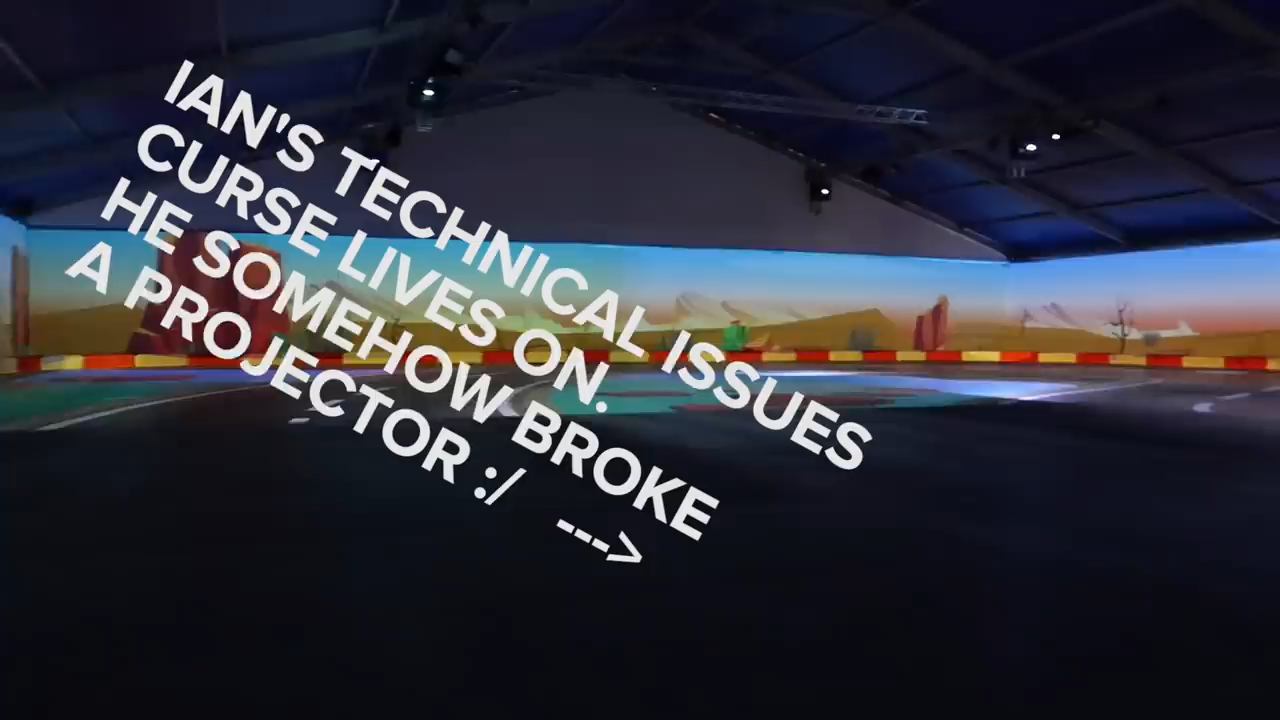 IAN'S TECHNICAL ISSUES
CURSE LIVES ON.
HE SOMEHOW BROKE
A PROJECTOR :/ --->